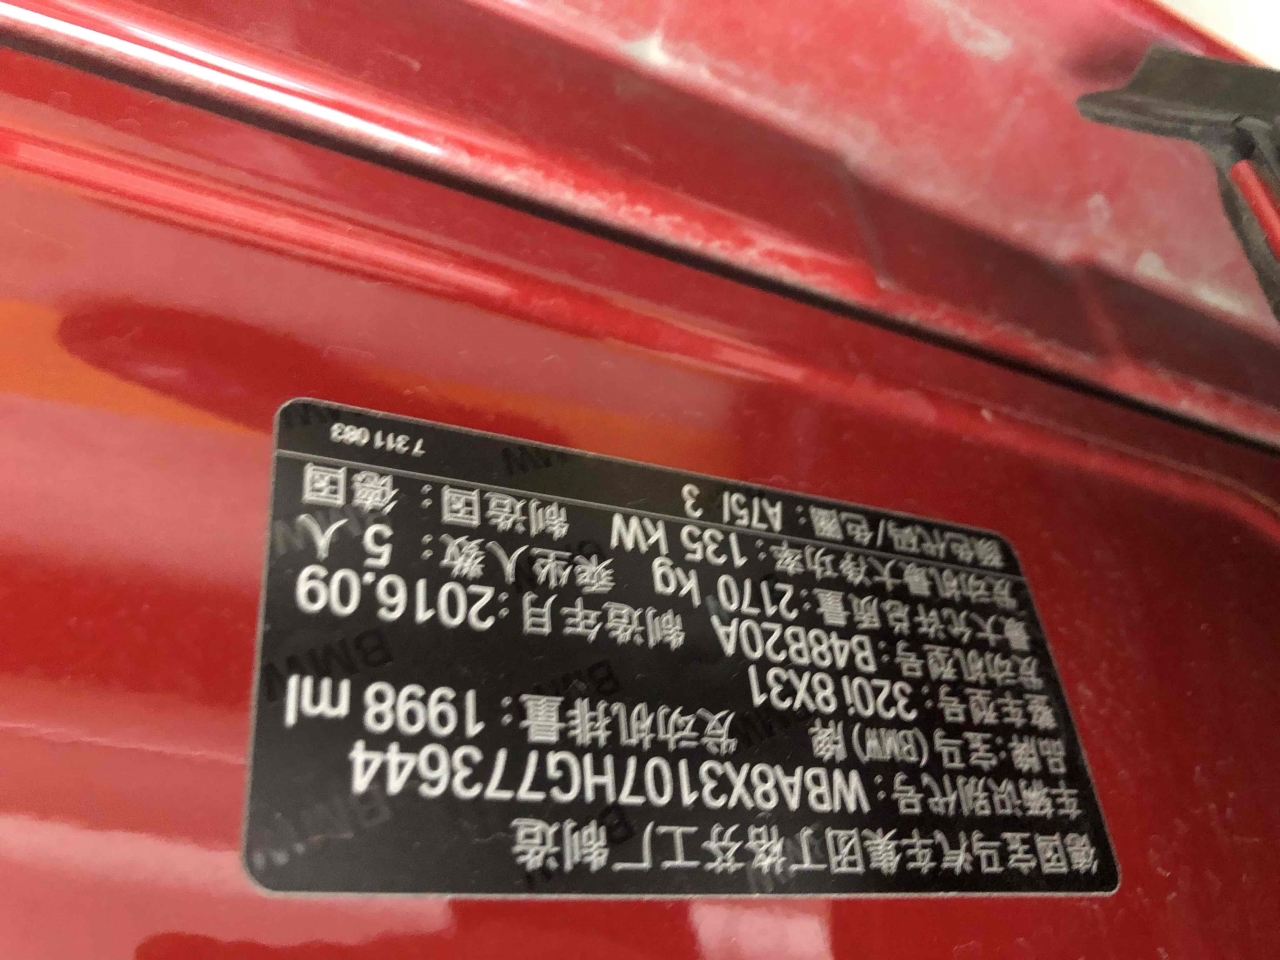 德国宝马汽车集团丁格芬工厂制造
车辆识别代号：WBA8X3107HG773644
品牌：宝马(BMW)牌 发动机排量：1998 ml
整车型号：320i 8X31
发动机型号：B48B20A 制造年月：2016.09
最大允许总质量：2170 kg 乘坐人数：5 人
发动机最大净功率：135 kW 制造国：德国
颜色代码/色圈：A75/ 3
7 311 083